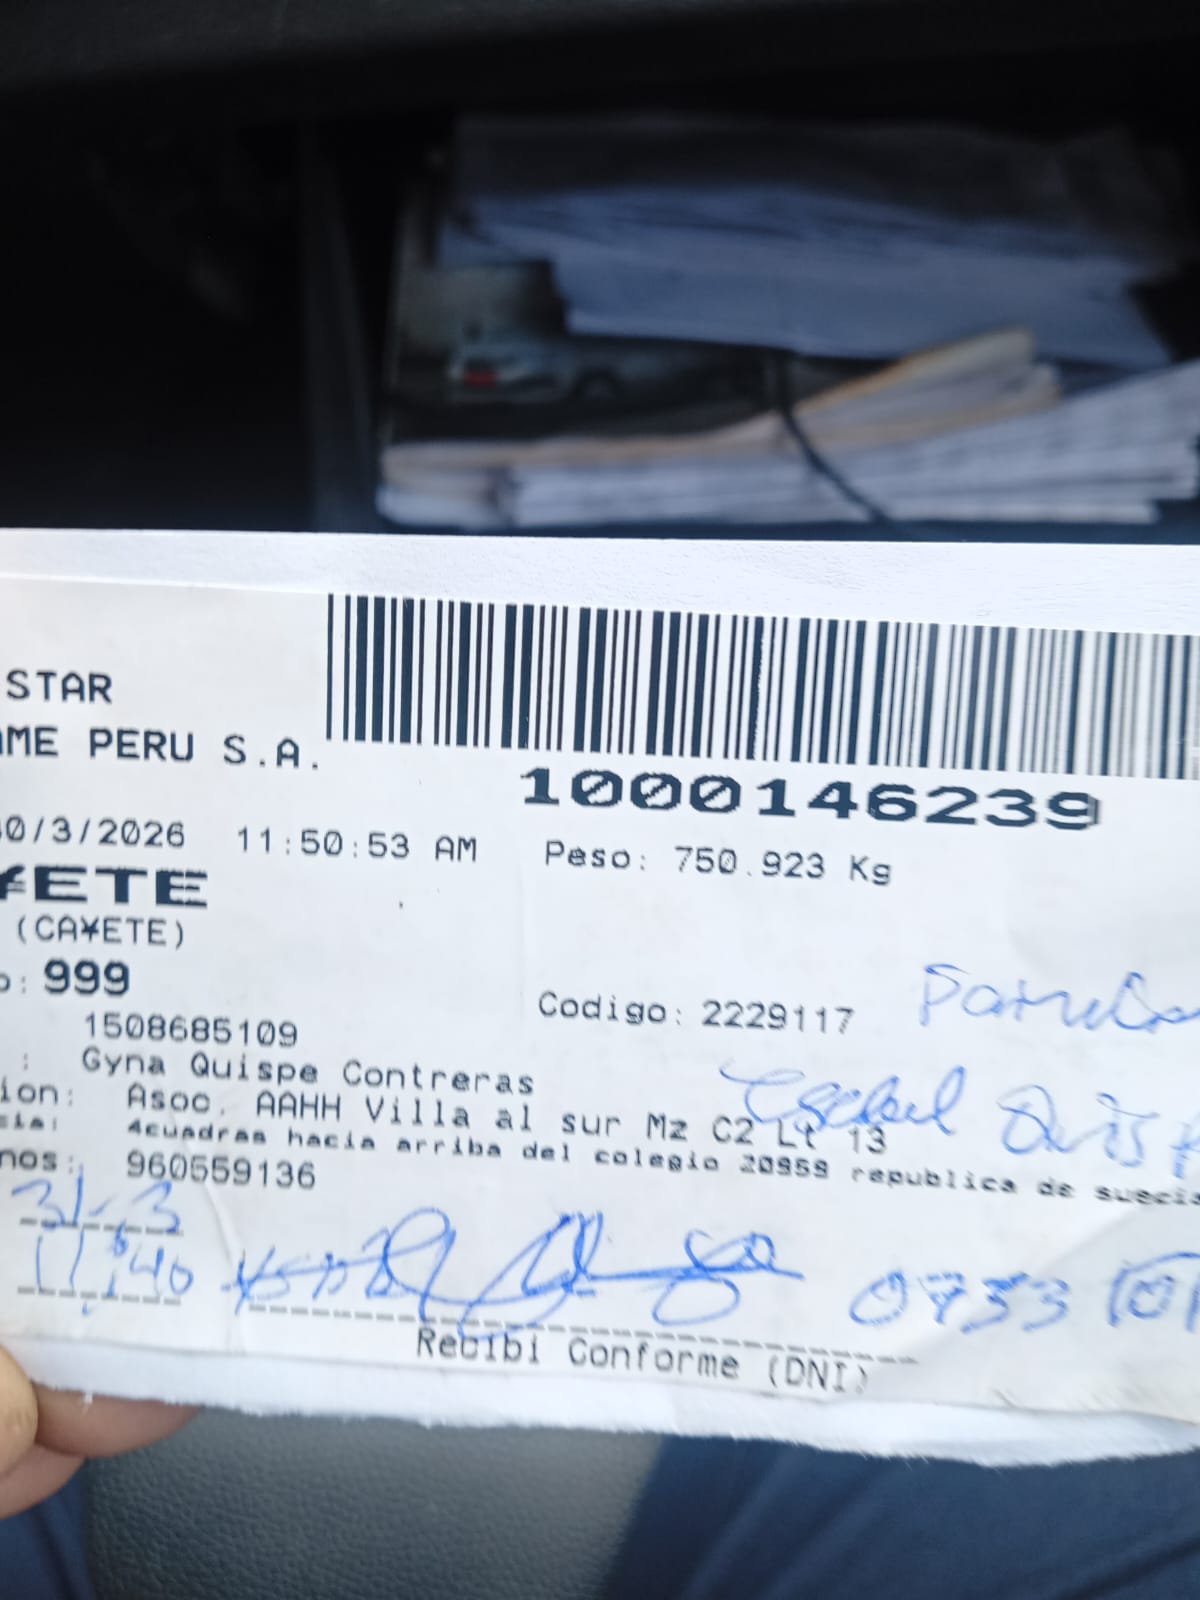 STAR
ME PERU S.A.
1000146239
0/3/2026 11:50:53 AM
Peso: 750.923 Kg
¥ETE
(CA¥ETE)
: 999
Codigo: 2229117
1508685109
: Gyna Quispe Contreras
ion: Asoc. AAHH Villa al sur Mz C2 Lt 13
cia: 4cuadras hacia arriba del colegio 20959 republica de suecia
nos: 960559136
31-3
11:40
0733
Recibi Conforme (DNI)